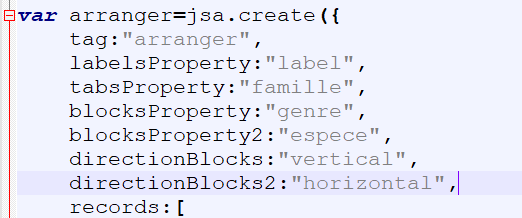 var arranger=jsa.create({
tag:"arranger",
labelsProperty:"label",
tabsProperty:"famille",
blocksProperty:"genre",
blocksProperty2:"espece",
directionBlocks:"vertical",
directionBlocks2:"horizontal",
records:[